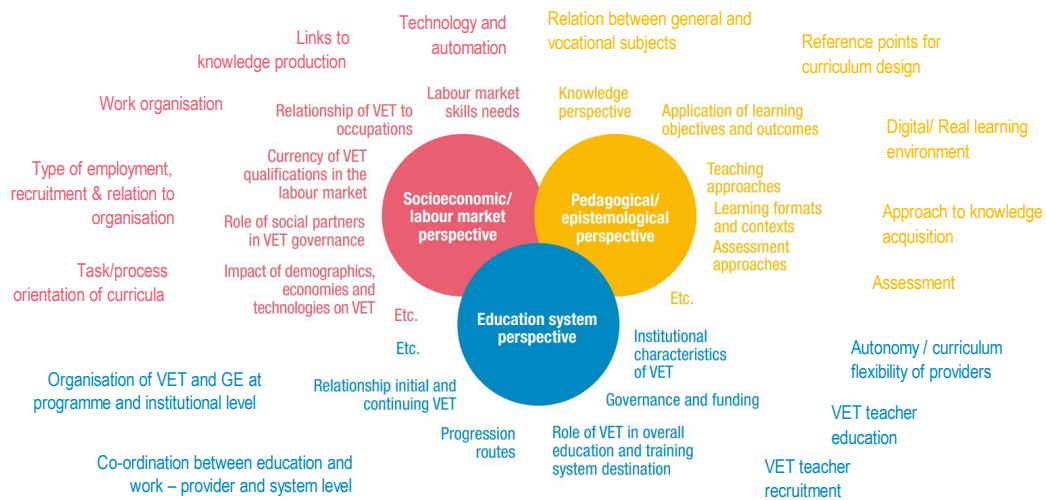 Technology and
automation
Relation between general and
vocational subjects
Links to
knowledge production
Reference points for
curriculum design
Work organisation
Labour market
skills needs
Knowledge
perspective
Relationship of VET to
occupations
Application of learning
objectives and outcomes
Digital/ Real learning
environment
Type of employment,
recruitment & relation to
organisation
Currency of VET
qualifications in the
labour market
Socioeconomic/
labour market
perspective
Pedagogical/
epistemological
perspective
Teaching
approaches
Learning formats
and contexts
Assessment
approaches
Role of social partners
in VET governance
Approach to knowledge
acquisition
Task/process
orientation of curricula
Impact of demographics,
economies and
technologies on VET
Assessment
Etc.
Etc.
Etc.
Education system
perspective
Institutional
characteristics
of VET
Autonomy / curriculum
flexibility of providers
Organisation of VET and GE at
programme and institutional level
Relationship initial and
continuing VET
Governance and funding
VET teacher
education
Progression
routes
Role of VET in overall
education and training
system destination
Co-ordination between education and
work – provider and system level
VET teacher
recruitment